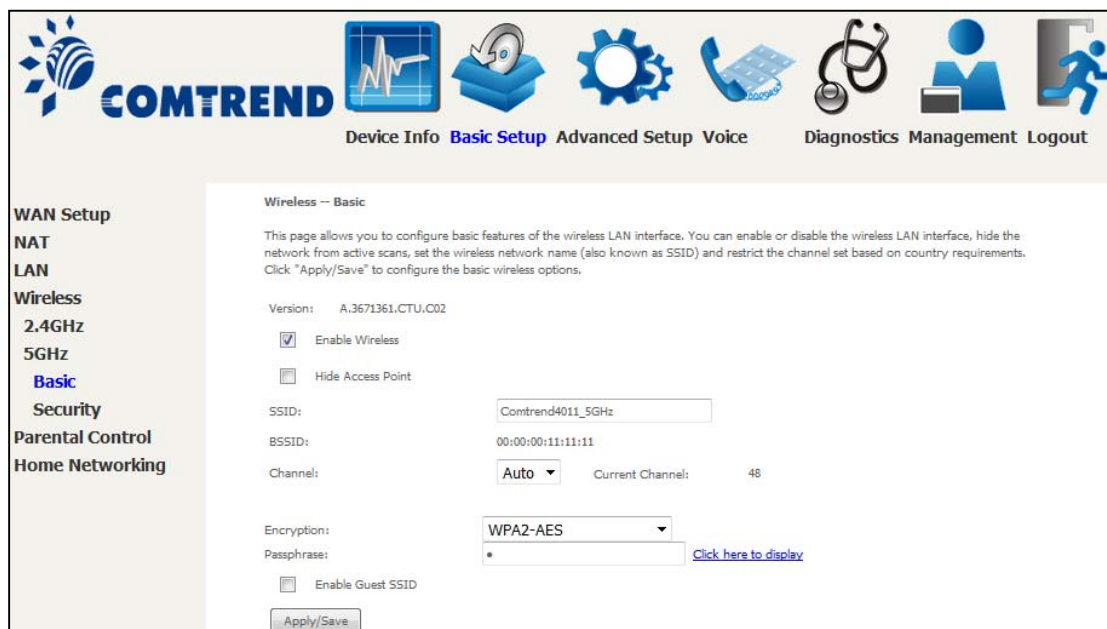 COMTREND
Device Info Basic Setup Advanced Setup Voice Diagnostics Management Logout
WAN Setup
NAT
LAN
Wireless
2.4GHz
5GHz
Basic
Security
Parental Control
Home Networking
Wireless -- Basic
This page allows you to configure basic features of the wireless LAN interface. You can enable or disable the wireless LAN interface, hide the
network from active scans, set the wireless network name (also known as SSID) and restrict the channel set based on country requirements.
Click "Apply/Save" to configure the basic wireless options.
Version: A.3671361.CTU.C02
Enable Wireless
Hide Access Point
SSID: Comtrend4011_5GHz
BSSID: 00:00:00:11:11:11
Channel: Auto Current Channel: 48
Encryption: WPA2-AES
Passphrase: • Click here to display
Enable Guest SSID
Apply/Save